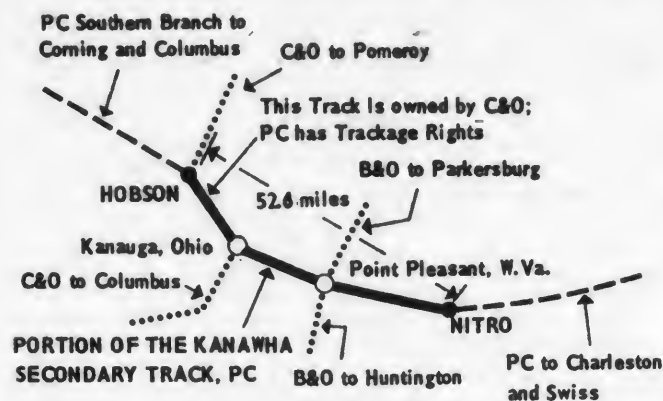 PC Southern Branch to
Corning and Columbus
C&O to Pomeroy
This Track is owned by C&O;
PC has Trackage Rights
B&O to Parkersburg
HOBSON
52.6 miles
Kanauga, Ohio
C&O to Columbus
Point Pleasant, W.Va.
NITRO
PORTION OF THE KANAWHA
SECONDARY TRACK, PC
B&O to Huntington
PC to Charleston
and Swiss